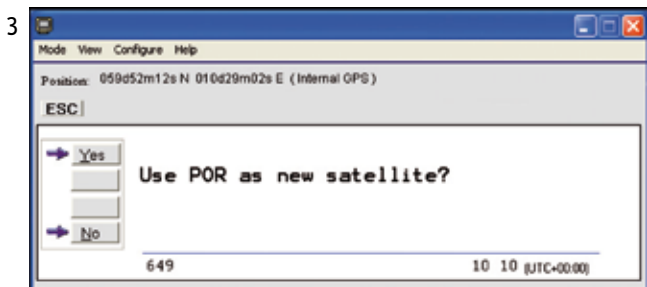 3
Mode View Configure Help
Position: 059d52m12s N 010d29m02s E (Internal GPS)
ESC
Yes
Use POR as new satellite?
No
649 10 10 (UTC+00:00)